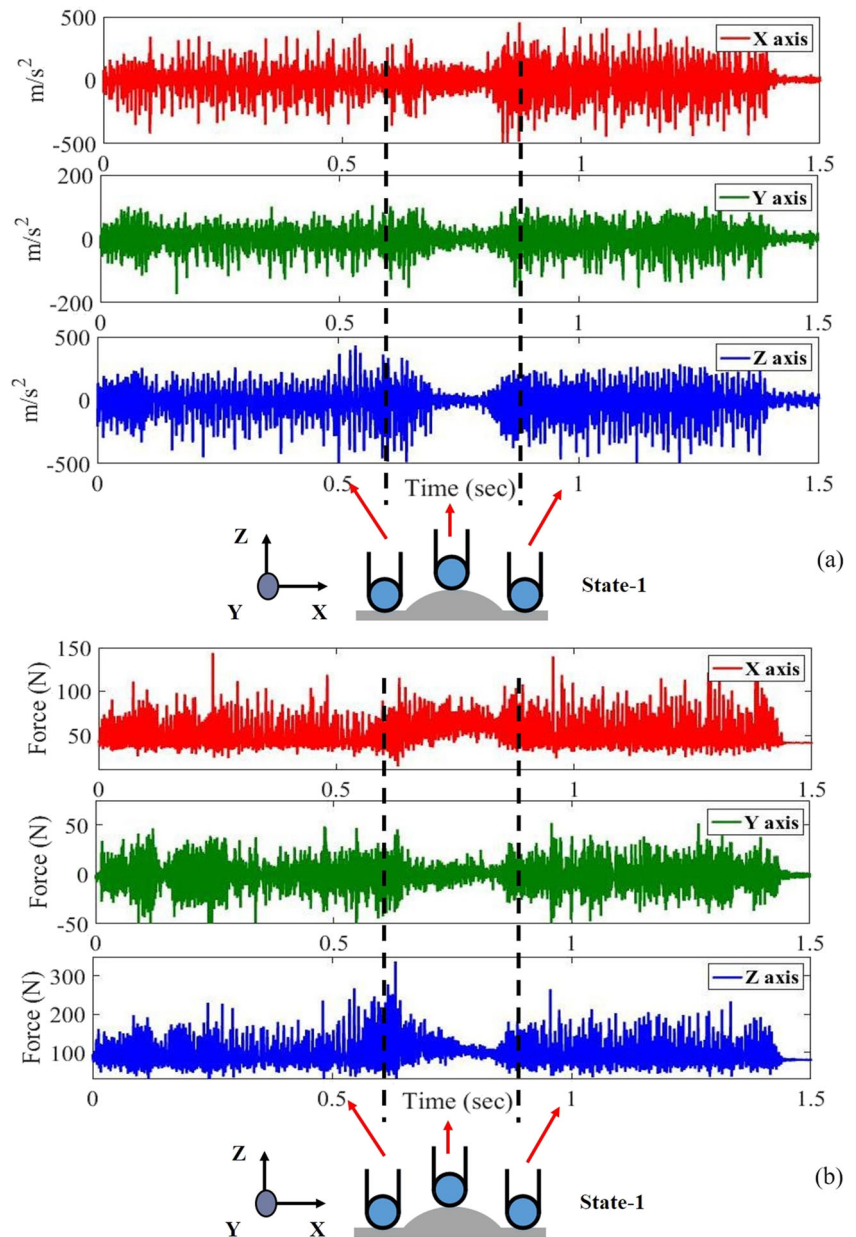 500
X axis
m/s2
0
-500
0
0.5
1
1.5
200
Y axis
m/s2
0
-200
0
0.5
1
1.5
500
Z axis
m/s2
0
-500
0
0.5
Time (sec)
1
1.5
Z
Y
X
State-1
(a)
150
X axis
Force (N)
100
50
0
0.5
1
1.5
50
Y axis
Force (N)
0
-50
0
0.5
1
1.5
300
Z axis
Force (N)
200
100
0
0.5
Time (sec)
1
1.5
Z
Y
X
State-1
(b)